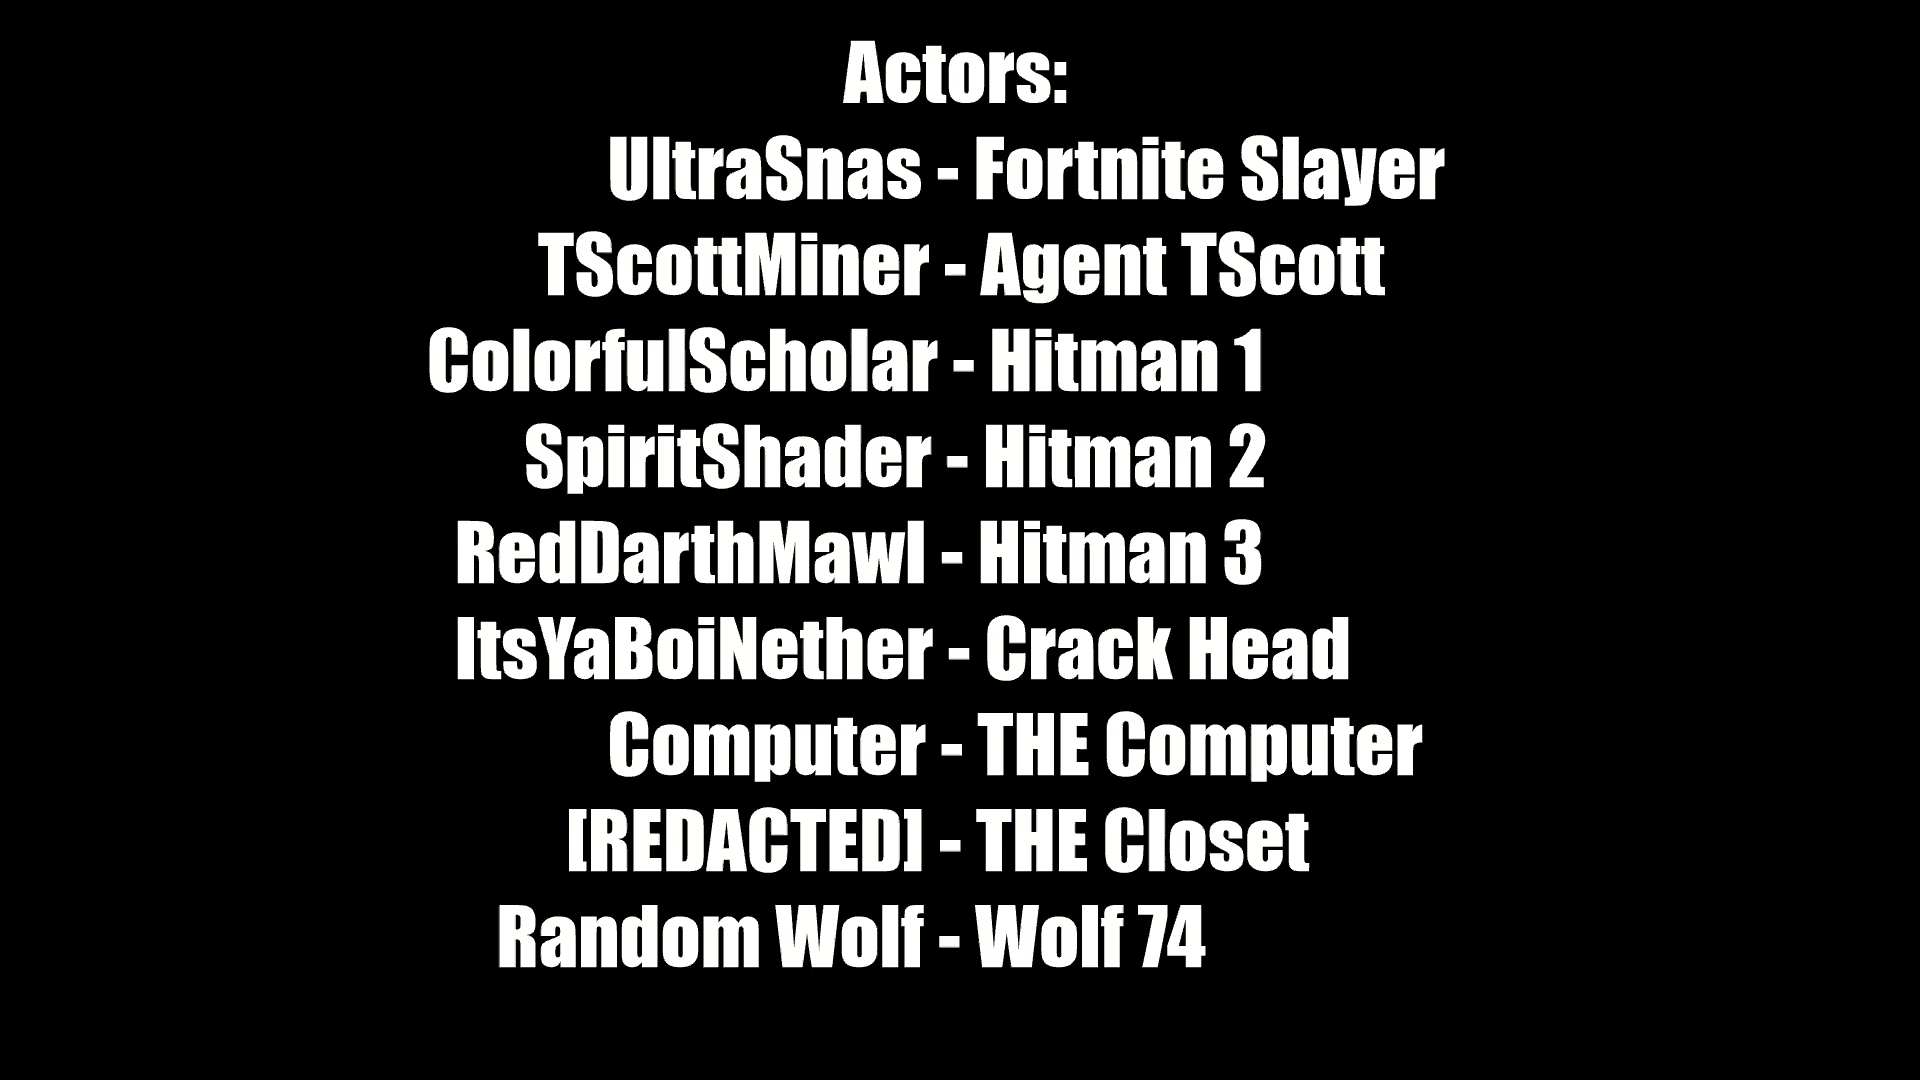 Actors:
UltraSnas - Fortnite Slayer
TScottMiner - Agent TScott
ColorfulScholar - Hitman 1
SpiritShader - Hitman 2
RedDarthMawl - Hitman 3
ItsYaBoiNether - Crack Head
Computer - THE Computer
[REDACTED] - THE Closet
Random Wolf - Wolf 74